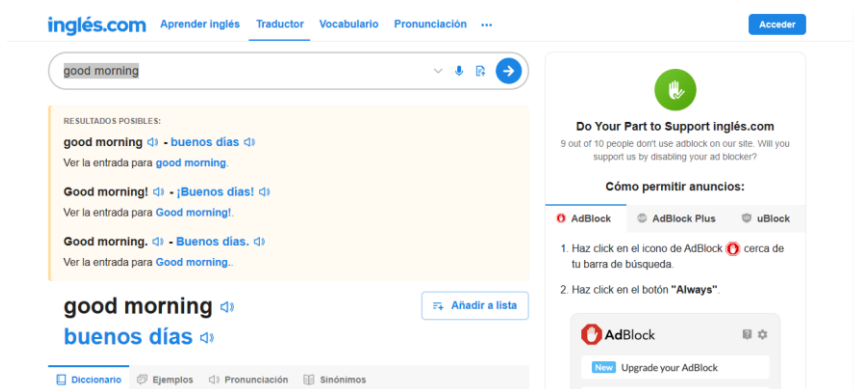 inglés.com Aprender inglés Traductor Vocabulario Pronunciación ... Acceder
good morning
RESULTADOS POSIBLES:
good morning - buenos días
Ver la entrada para good morning.
Good morning! - ¡Buenos días!
Ver la entrada para Good morning!.
Good morning. - Buenos días.
Ver la entrada para Good morning..
good morning
Añadir a lista
buenos días
Diccionario Ejemplos Pronunciación Sinónimos
Do Your Part to Support inglés.com
9 out of 10 people don't use adblock on our site. Will you
support us by disabling your ad blocker?
Cómo permitir anuncios:
AdBlock AdBlock Plus uBlock
1. Haz click en el icono de AdBlock cerca de
tu barra de búsqueda.
2. Haz click en el botón "Always".
AdBlock
New Upgrade your AdBlock